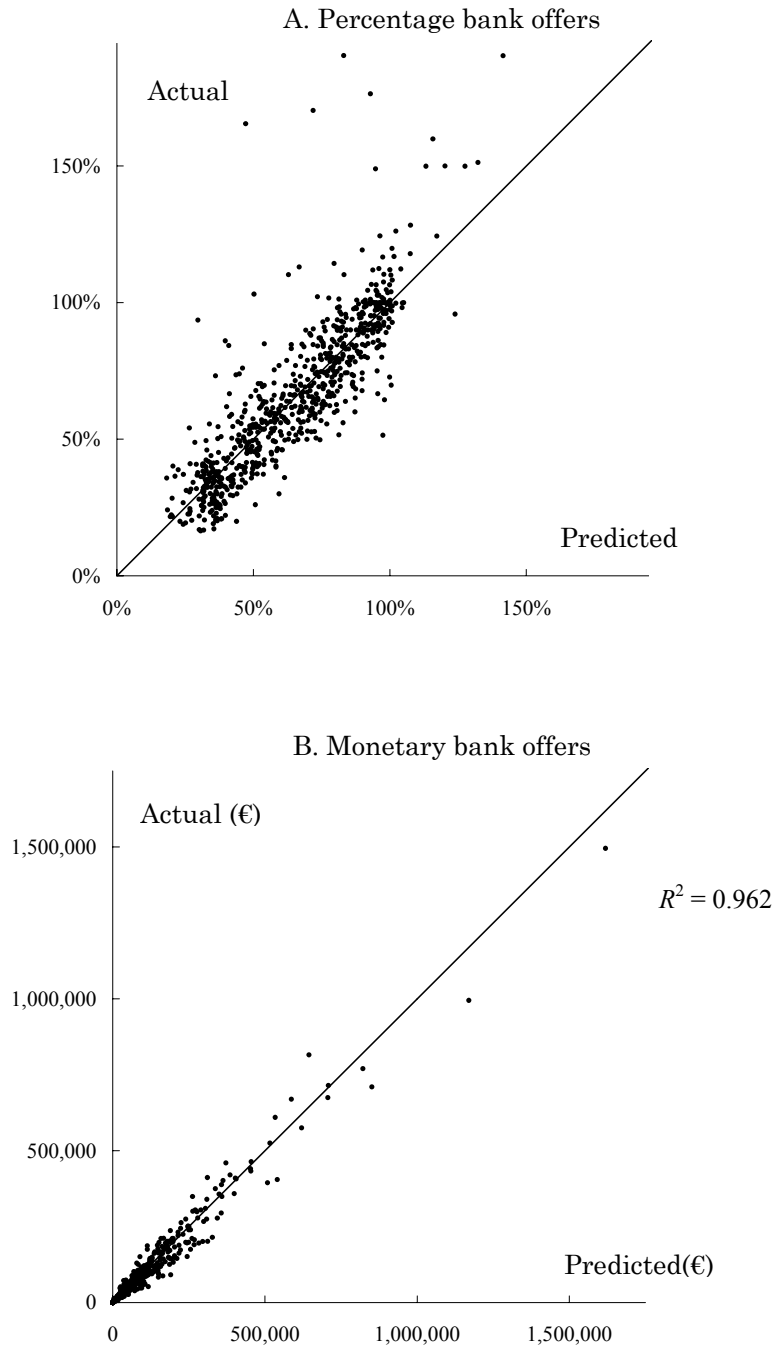 A. Percentage bank offers
Actual
150%
100%
50%
Predicted
0%
0% 50% 100% 150%
B. Monetary bank offers
Actual (€)
1,500,000
R² = 0.962
1,000,000
500,000
Predicted(€)
0
0 500,000 1,000,000 1,500,000